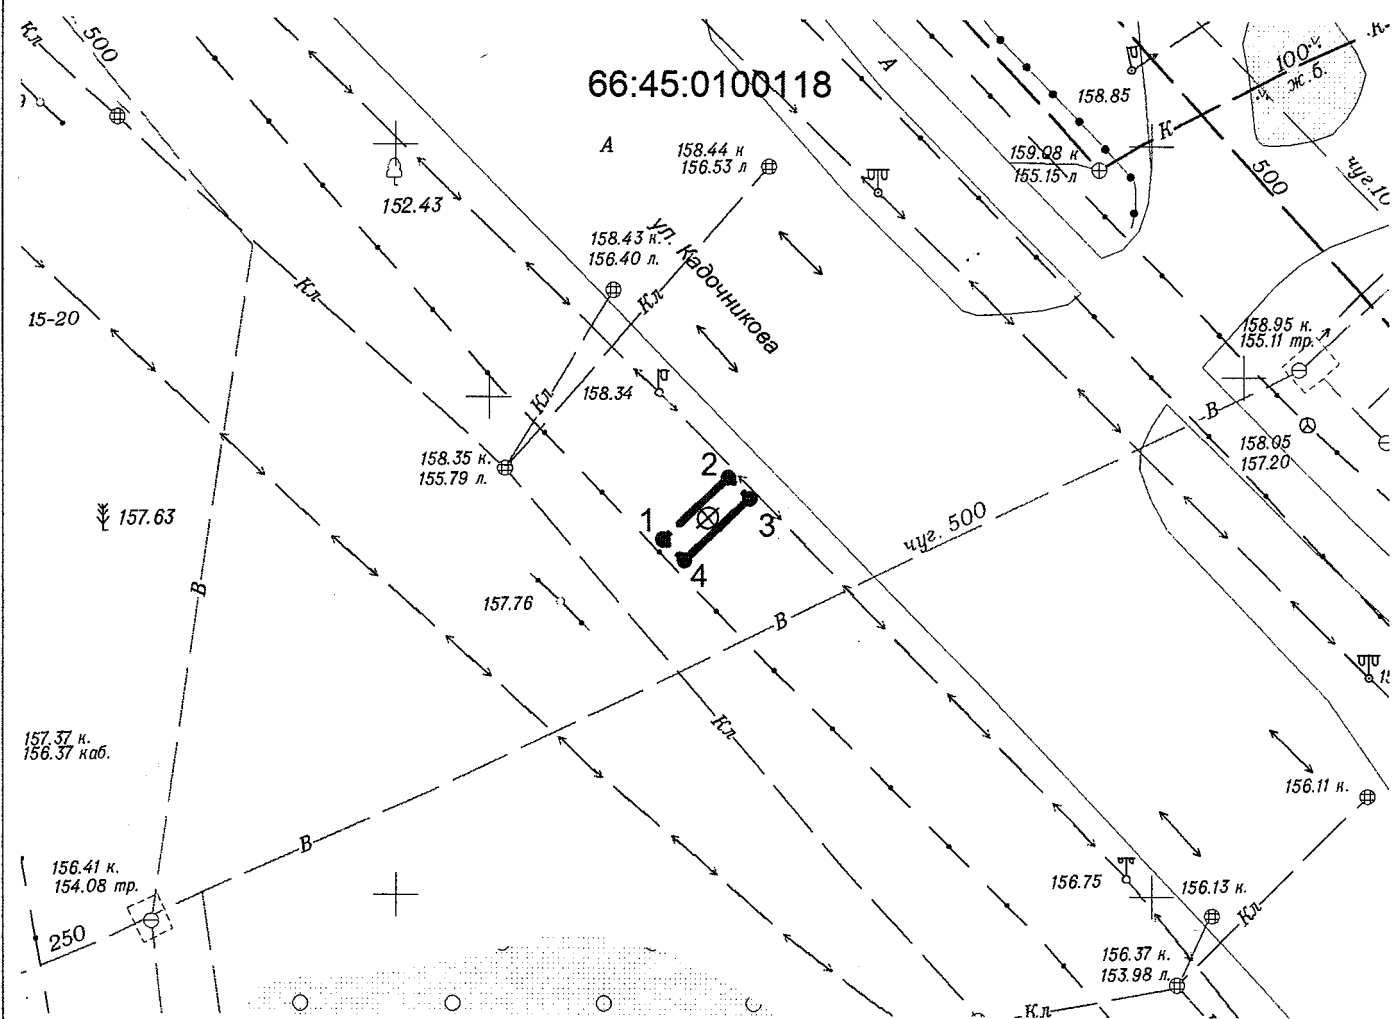 Кл
500
66:45:0100118
А
100
ж.б.
К
158.85
К
А
158.44 к
156.53 л
159.08 к
155.15 л
500
чуг.10
152.43
158.43 к.
156.40 л.
ул. Кадочникова
Кл
Кл
15-20
158.95 к.
155.11 тр.
158.34
Кл
В
158.05
157.20
158.35 к.
155.79 л.
2
3
1
4
157.63
чуг. 500
В
157.76
В
Кл
157.37 к.
156.37 каб.
156.11 к.
В
156.41 к.
154.08 тр.
250
156.75
156.13 к.
Кл
156.37 к.
153.98 л.
Кл